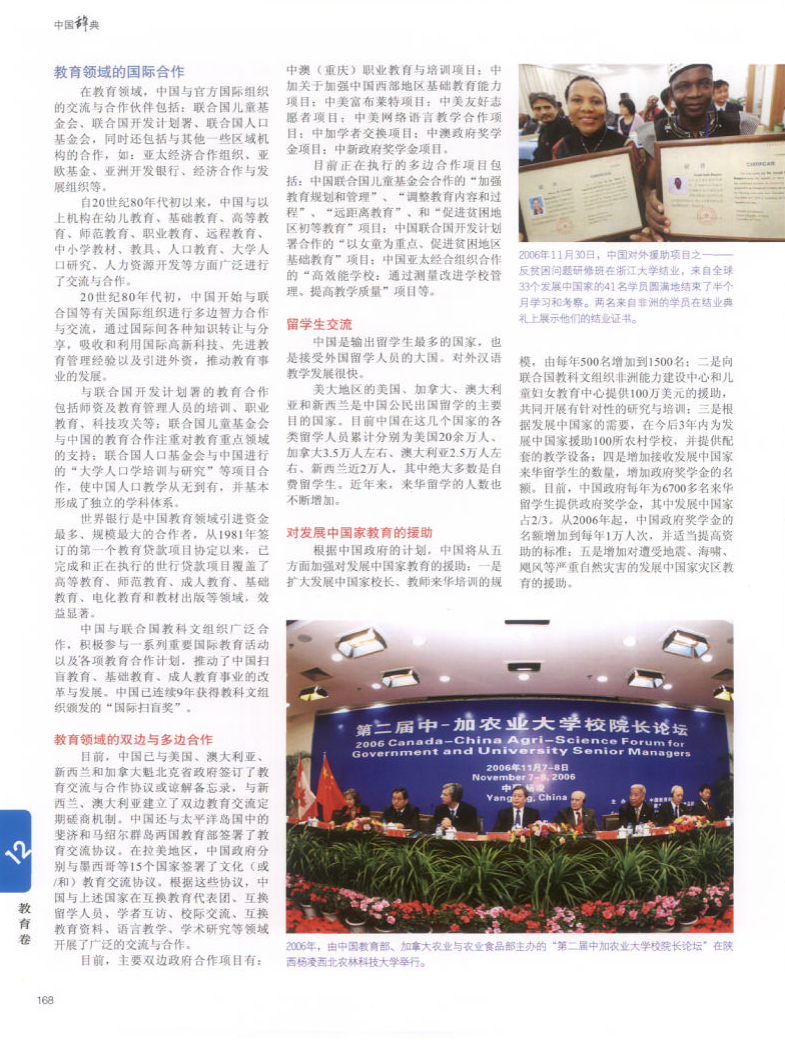 中国辞典
教育领域的国际合作
在教育领域，中国与官方国际组织
的交流与合作伙伴包括：联合国儿童基
金会、联合国开发计划署、联合国人口
基金会，同时还包括与其他一些区域机
构的合作，如：亚太经济合作组织、亚
欧基金、亚洲开发银行、经济合作与发
展组织等。
自20世纪80年代初以来，中国与以
上机构在幼儿教育、基础教育、高等教
育、师范教育、职业教育、远程教育、
中小学教材、教具、人口教育、大学人
口研究、人力资源开发等方面广泛进行
了交流与合作。
20世纪80年代初，中国开始与联
合国等有关国际组织进行多边智力合作
与交流，通过国际间各种知识转让与分
享，吸收和利用国际高新科技、先进教
育管理经验以及引进外资，推动教育事
业的发展。
与联合国开发计划署的教育合作
包括师资及教育管理人员的培训、职业
教育、科技攻关等；联合国儿童基金会
与中国的教育合作注重对教育重点领域
的支持；联合国人口基金会与中国进行
的“大学人口学培训与研究”等项目合
作，使中国人口教学从无到有，并基本
形成了独立的学科体系。
世界银行是中国教育领域引进资金
最多、规模最大的合作者，从1981年签
订的第一个教育贷款项目协定以来，已
完成和正在执行的世行贷款项目覆盖了
高等教育、师范教育、成人教育、基础
教育、电化教育和教材出版等领域，效
益显著。
中国与联合国教科文组织广泛合
作，积极参与一系列重要国际教育活动
以及各项教育合作计划，推动了中国扫
盲教育、基础教育、成人教育事业的改
革与发展。中国已连续9年获得教科文组
织颁发的“国际扫盲奖”。
教育领域的双边与多边合作
目前，中国已与美国、澳大利亚、
新西兰和加拿大魁北克省政府签订了教
育交流与合作协议或谅解备忘录，与新
西兰、澳大利亚建立了双边教育交流定
期磋商机制。中国还与太平洋岛国中的
斐济和马绍尔群岛两国教育部签署了教
育交流协议。在拉美地区，中国政府分
别与墨西哥等15个国家签署了文化（或
/和）教育交流协议。根据这些协议，中
国与上述国家在互换教育代表团、互换
留学人员、学者互访、校际交流、互换
教育资料、语言教学、学术研究等领域
开展了广泛的交流与合作。
目前，主要双边政府合作项目有：
中澳（重庆）职业教育与培训项目；中
加关于加强中国西部地区基础教育能力
项目；中美富布莱特项目；中美友好志
愿者项目；中美网络语言教学合作项
目；中加学者交换项目；中澳政府奖学
金项目；中新政府奖学金项目。
目前正在执行的多边合作项目包
括：中国联合国儿童基金会合作的“加强
教育规划和管理”、“调整教育内容和过
程”、“远距离教育”、和“促进贫困地
区初等教育”项目；中国联合国开发计划
署合作的“以女童为重点、促进贫困地区
基础教育”项目；中国亚太经合组织合作
的“高效能学校：通过测量改进学校管
理、提高教学质量”项目等。
留学生交流
中国是输出留学生最多的国家，也
是接受外国留学人员的大国。对外汉语
教学发展很快。
美大地区的美国、加拿大、澳大利
亚和新西兰是中国公民出国留学的主要
目的国家。目前中国在这几个国家的各
类留学人员累计分别为美国20余万人、
加拿大3.5万人左右、澳大利亚2.5万人左
右、新西兰近2万人，其中绝大多数是自
费留学生。近年来，来华留学的人数也
不断增加。
对发展中国家教育的援助
根据中国政府的计划，中国将从五
方面加强对发展中国家教育的援助：一是
扩大发展中国家校长、教师来华培训的规
CERTIFICATE
2006年11月30日，中国对外援助项目之一——
反贫困问题研修班在浙江大学结业，来自全球
33个发展中国家的41名学员圆满地结束了半个
月学习和考察。两名来自非洲的学员在结业典
礼上展示他们的结业证书。
模，由每年500名增加到1500名；二是向
联合国教科文组织非洲能力建设中心和儿
童妇女教育中心提供100万美元的援助，
共同开展有针对性的研究与培训；三是根
据发展中国家的需要，在今后3年内为发
展中国家援助100所农村学校，并提供配
套的教学设备；四是增加接收发展中国家
来华留学生的数量，增加政府奖学金的名
额。目前，中国政府每年为6700多名来华
留学生提供政府奖学金，其中发展中国家
占2/3。从2006年起，中国政府奖学金的
名额增加到每年1万人次，并适当提高资
助的标准；五是增加对遭受地震、海啸、
飓风等严重自然灾害的发展中国家灾区教
育的援助。
第二届中-加农业大学校院长论坛
2006 Canada-China Agri-Science Forum for
Government and University Senior Managers
2006年11月7-8日
November 7-8, 2006
中国杨凌
Yangling, China
2006年，由中国教育部、加拿大农业与农业食品部主办的“第二届中加农业大学校院长论坛”在陕
西杨凌西北农林科技大学举行。
12
教育卷
168